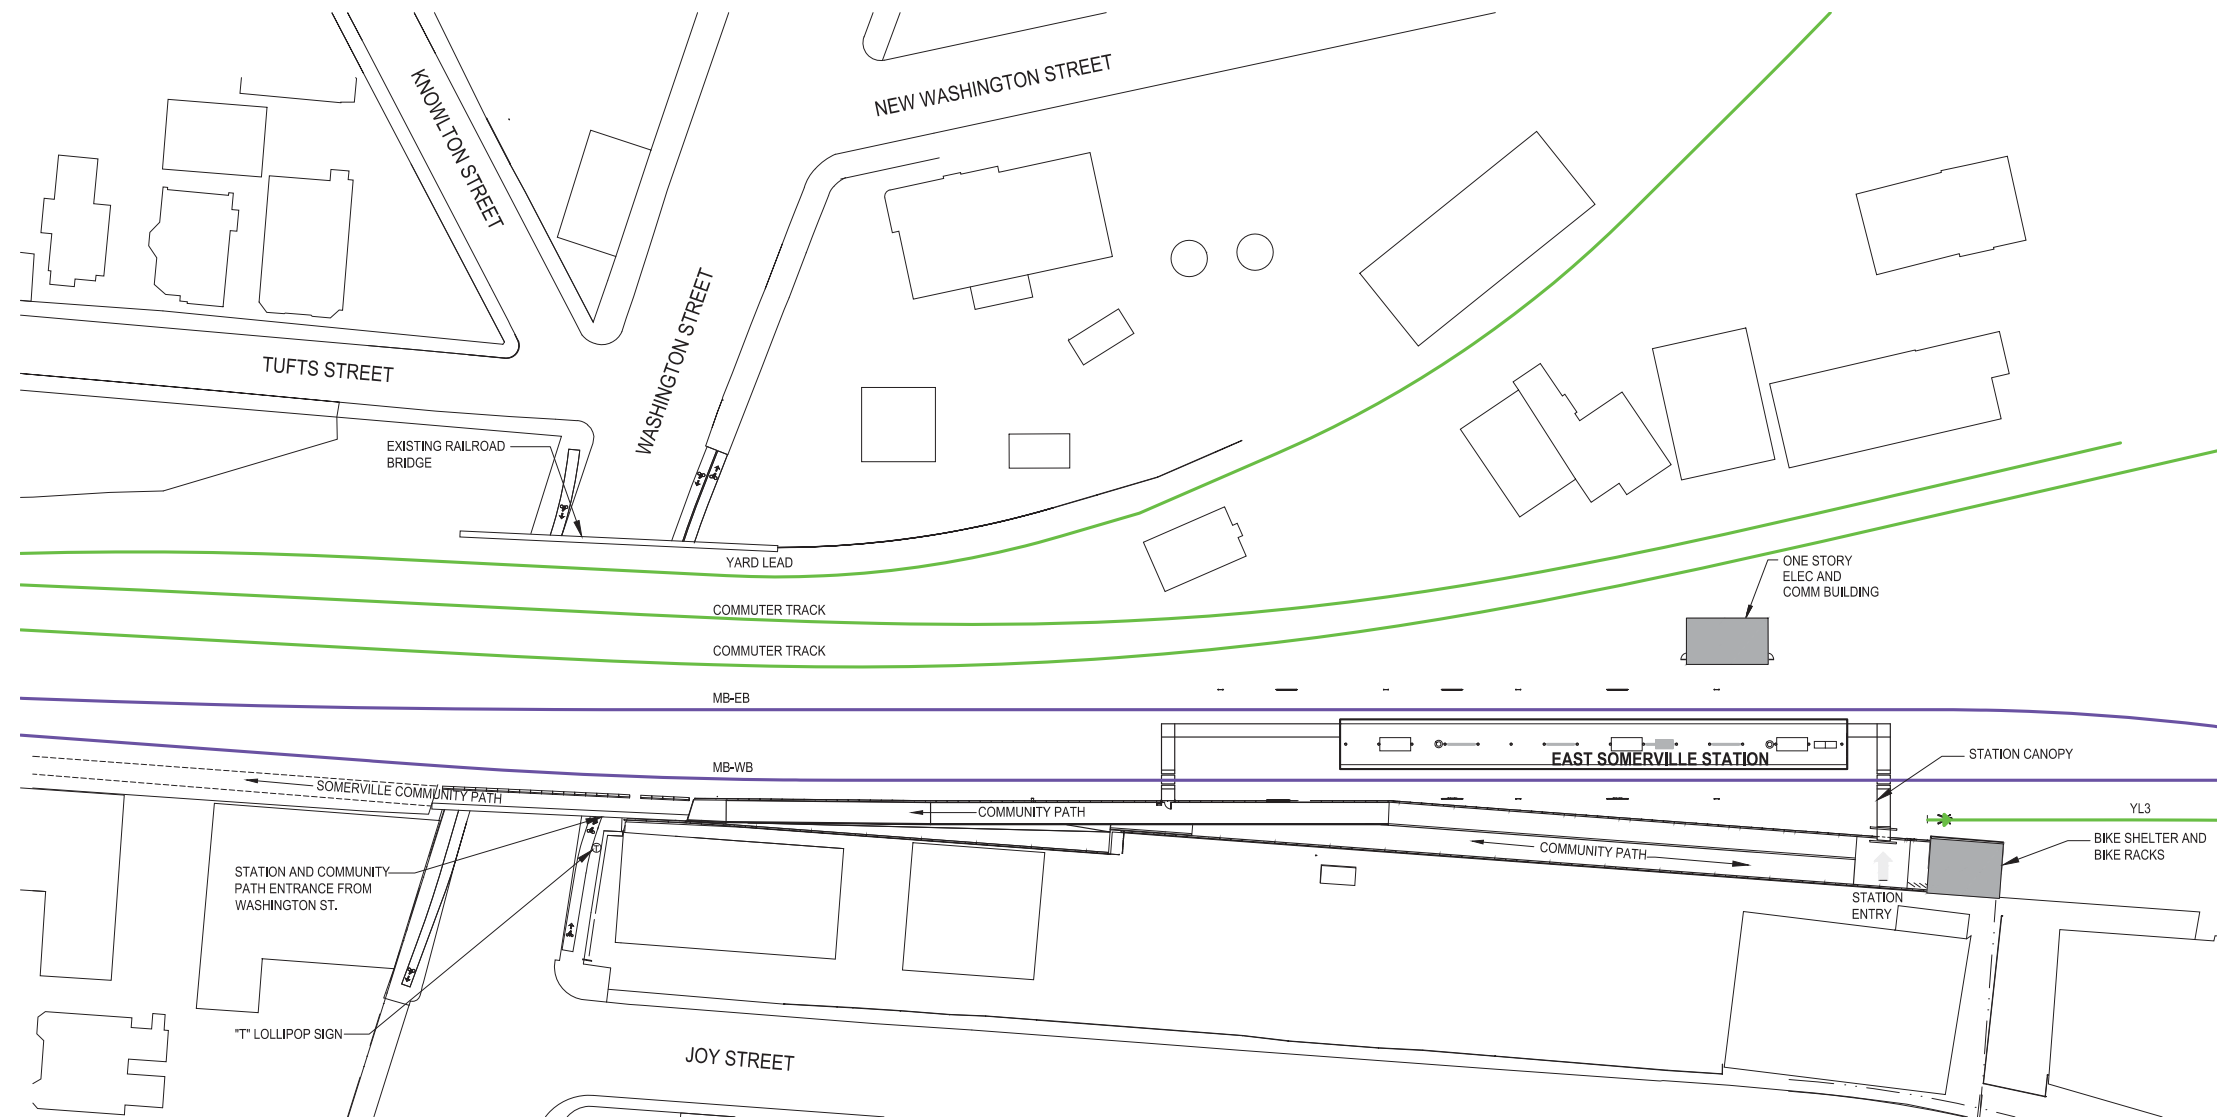 KNOWLTON STREET
NEW WASHINGTON STREET
TUFTS STREET
WASHINGTON STREET
EXISTING RAILROAD
BRIDGE
YARD LEAD
COMMUTER TRACK
COMMUTER TRACK
ONE STORY
ELEC AND
COMM BUILDING
MB-EB
MB-WB
EAST SOMERVILLE STATION
STATION CANOPY
SOMERVILLE COMMUNITY PATH
COMMUNITY PATH
COMMUNITY PATH
YL3
BIKE SHELTER AND
BIKE RACKS
STATION AND COMMUNITY
PATH ENTRANCE FROM
WASHINGTON ST.
STATION
ENTRY
"T" LOLLIPOP SIGN
JOY STREET